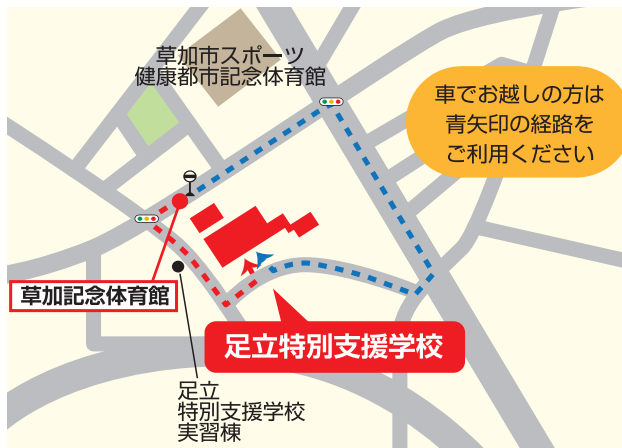 草加市スポーツ
健康都市記念体育館
車でお越しの方は
青矢印の経路を
ご利用ください
草加記念体育館
足立特別支援学校
足立
特別支援学校
実習棟